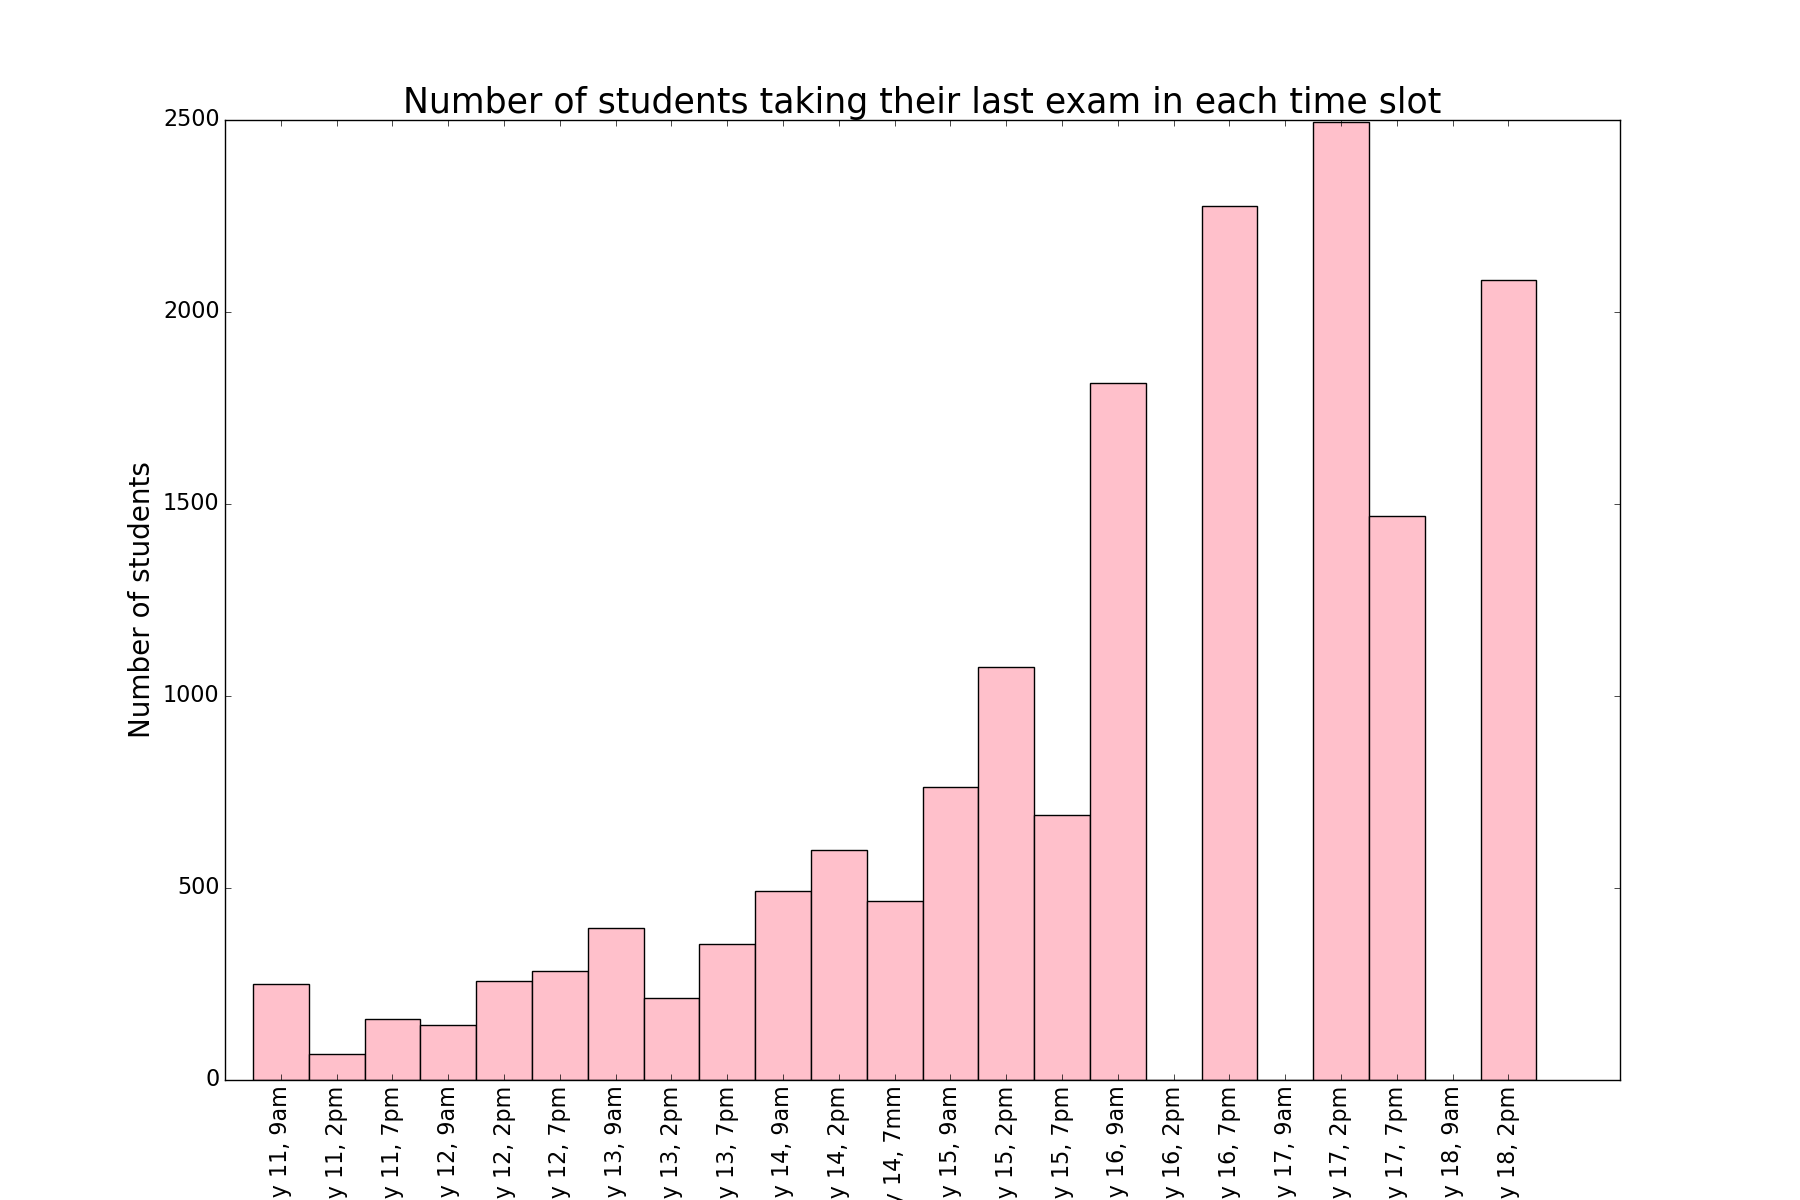 Number of students taking their last exam in each time slot
2500
2000
1500
1000
500
0
Number of students
y 11, 9am
y 11, 2pm
y 11, 7pm
y 12, 9am
y 12, 2pm
y 12, 7pm
y 13, 9am
y 13, 2pm
y 13, 7pm
y 14, 9am
y 14, 2pm
y 14, 7mm
y 15, 9am
y 15, 2pm
y 15, 7pm
y 16, 9am
y 16, 2pm
y 16, 7pm
y 17, 9am
y 17, 2pm
y 17, 7pm
y 18, 9am
y 18, 2pm